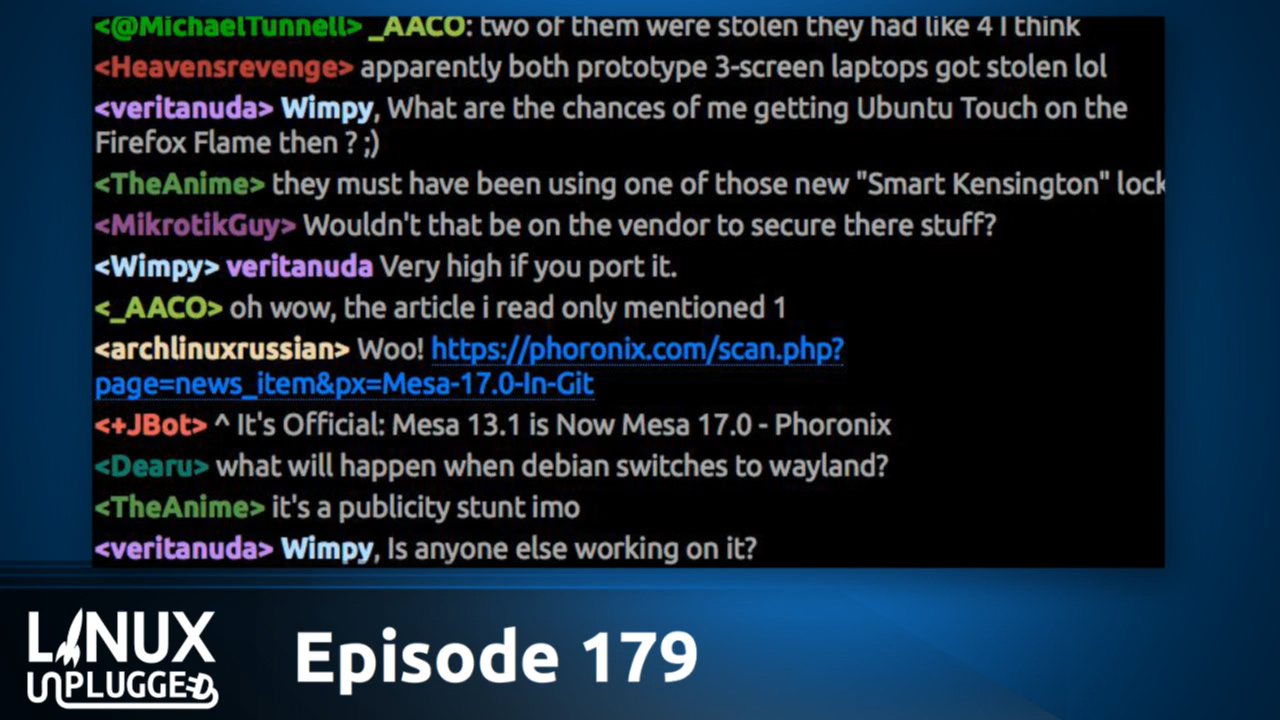 <@MichaelTunnell> _AACO: two of them were stolen they had like 4 I think
<Heavensrevenge> apparently both prototype 3-screen laptops got stolen lol
<veritanuda> Wimpy, What are the chances of me getting Ubuntu Touch on the
Firefox Flame then ? ;)
<TheAnime> they must have been using one of those new "Smart Kensington" lock
<MikrotikGuy> Wouldn't that be on the vendor to secure there stuff?
<Wimpy> veritanuda Very high if you port it.
<_AACO> oh wow, the article i read only mentioned 1
<archlinuxrussian> Woo! https://phoronix.com/scan.php?
page=news_item&px=Mesa-17.0-In-Git
<+JBot> ^ It's Official: Mesa 13.1 is Now Mesa 17.0 - Phoronix
<Dearu> what will happen when debian switches to wayland?
<TheAnime> it's a publicity stunt imo
<veritanuda> Wimpy, Is anyone else working on it?
LINUX
UNPLUGGED
Episode 179